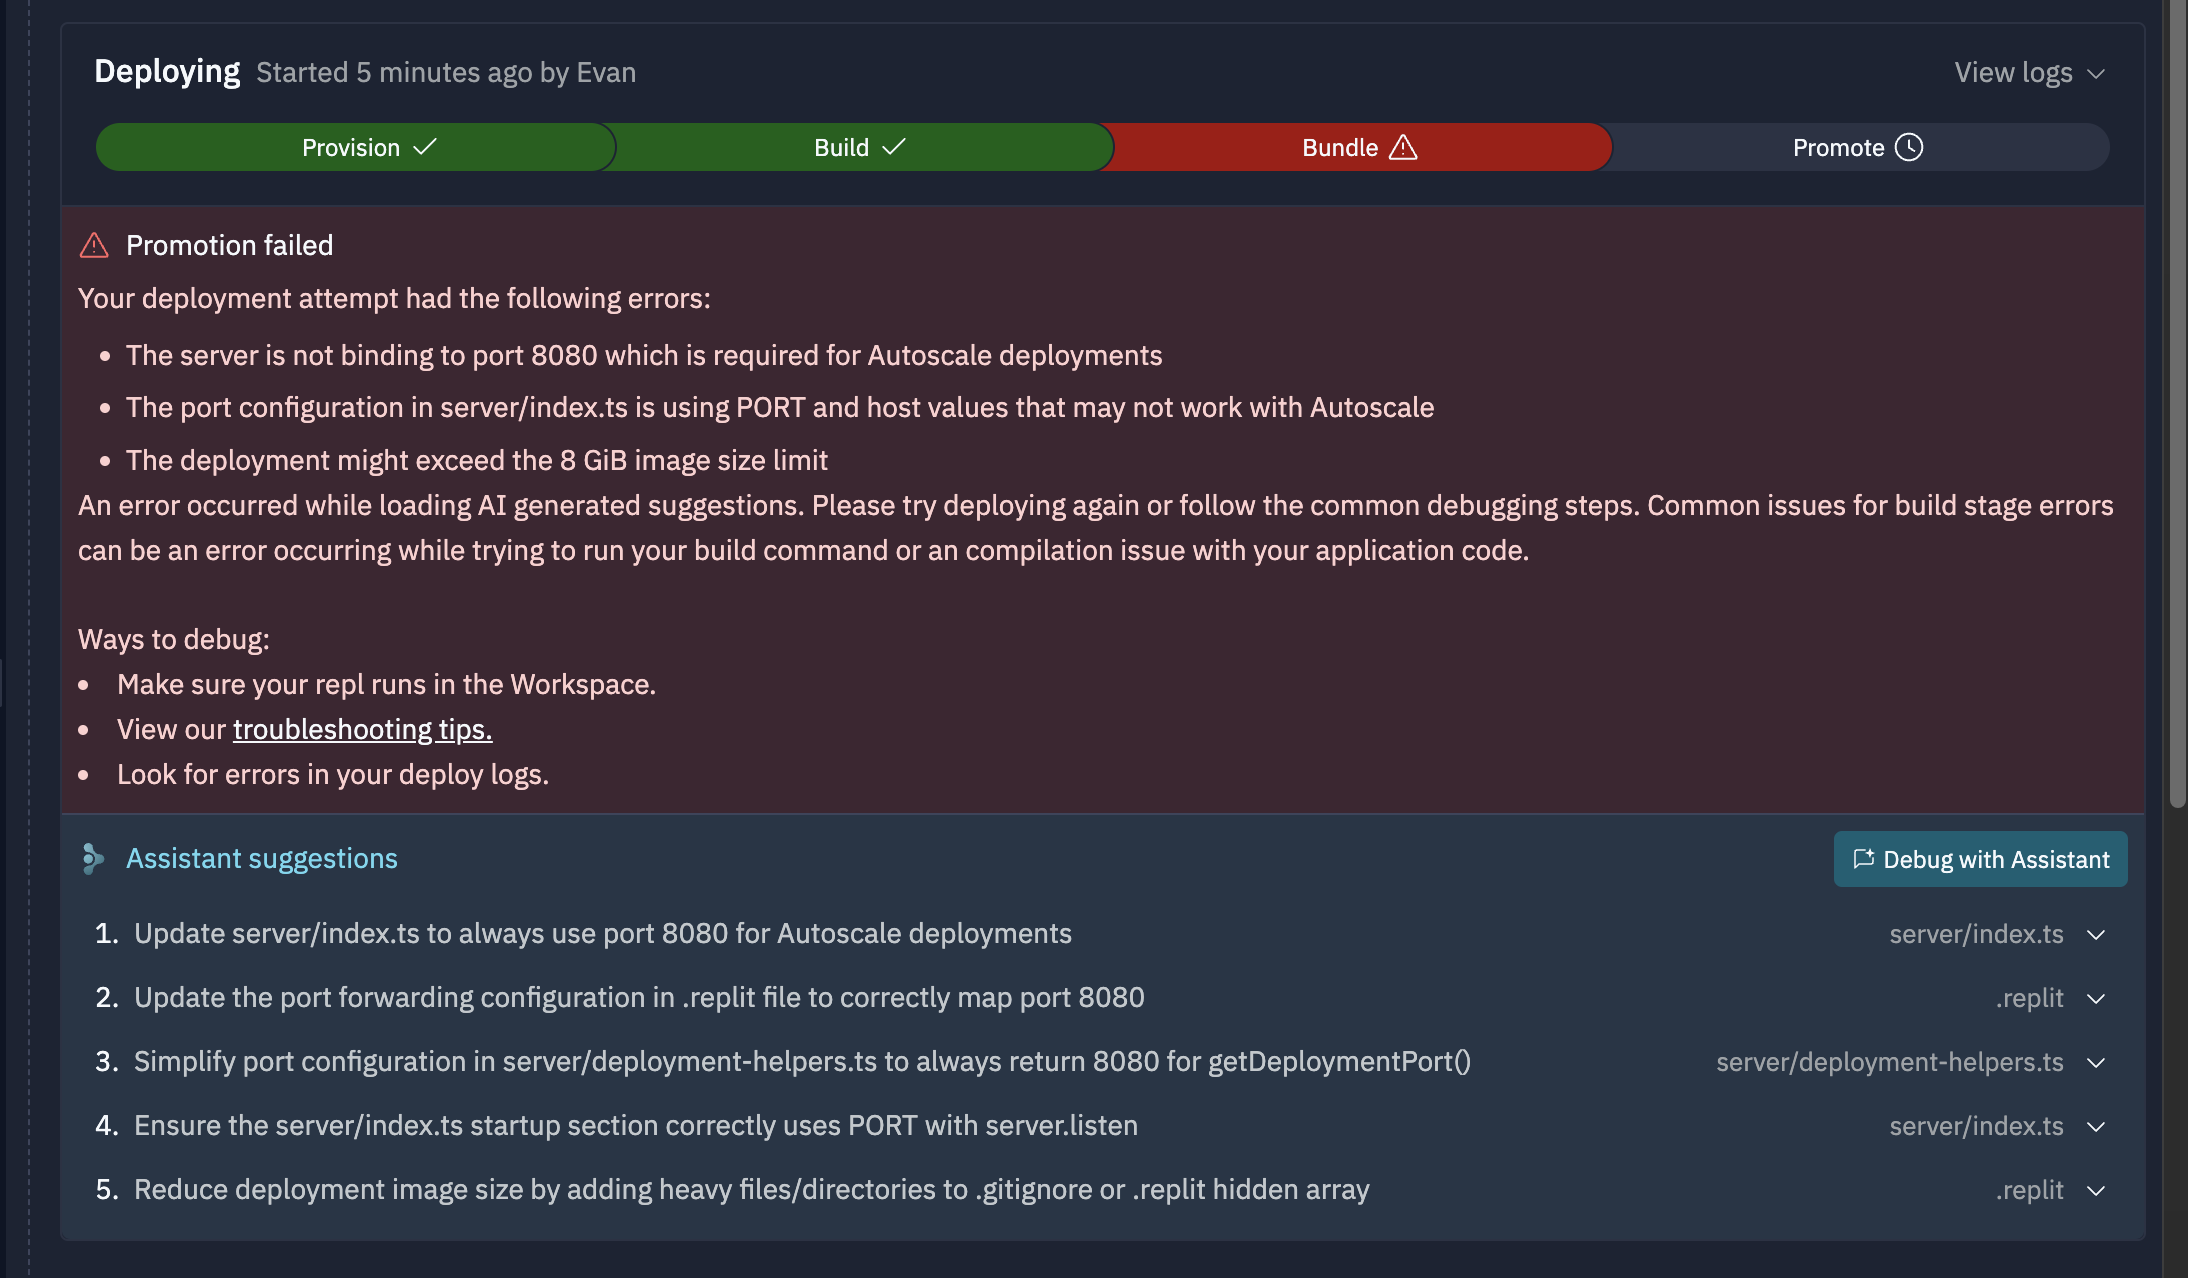 Deploying Started 5 minutes ago by Evan
View logs
Provision
Build
Bundle
Promote
Promotion failed
Your deployment attempt had the following errors:
• The server is not binding to port 8080 which is required for Autoscale deployments
• The port configuration in server/index.ts is using PORT and host values that may not work with Autoscale
• The deployment might exceed the 8 GiB image size limit
An error occurred while loading AI generated suggestions. Please try deploying again or follow the common debugging steps. Common issues for build stage errors
can be an error occurring while trying to run your build command or an compilation issue with your application code.
Ways to debug:
• Make sure your repl runs in the Workspace.
• View our troubleshooting tips.
• Look for errors in your deploy logs.
Assistant suggestions
Debug with Assistant
1. Update server/index.ts to always use port 8080 for Autoscale deployments
server/index.ts
2. Update the port forwarding configuration in .replit file to correctly map port 8080
.replit
3. Simplify port configuration in server/deployment-helpers.ts to always return 8080 for getDeploymentPort()
server/deployment-helpers.ts
4. Ensure the server/index.ts startup section correctly uses PORT with server.listen
server/index.ts
5. Reduce deployment image size by adding heavy files/directories to .gitignore or .replit hidden array
.replit